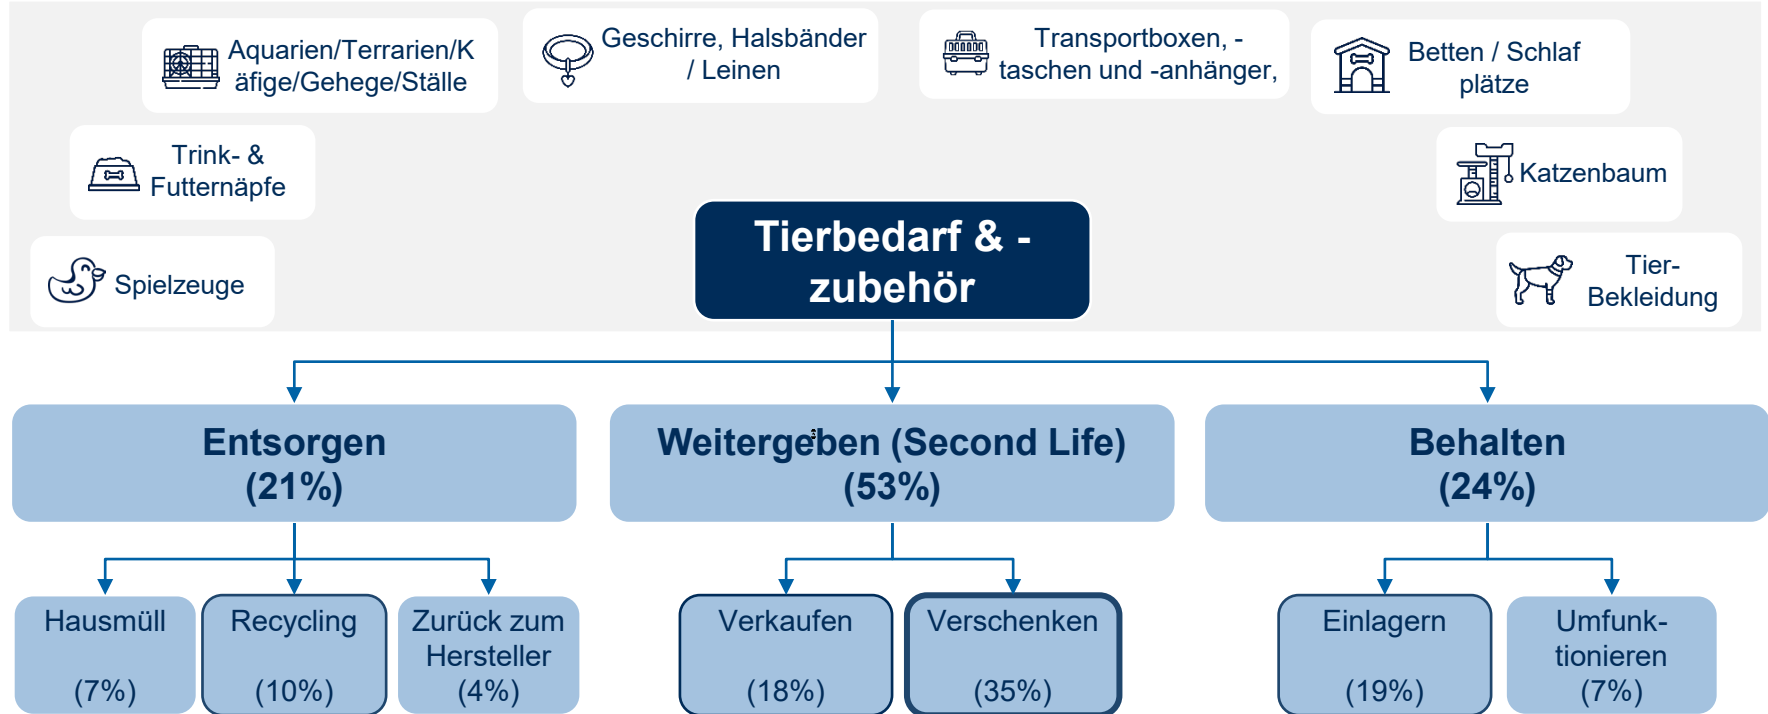 Aquarien/Terrarien/K
äfige/Gehege/Ställe
Geschirre, Halsbänder
/ Leinen
Transportboxen, -
taschen und -anhänger,
Betten / Schlaf
plätze
Trink- &
Futternäpfe
Katzenbaum
Spielzeuge
Tierbedarf & -
zubehör
Tier-
Bekleidung
Entsorgen
(21%)
Weitergeben (Second Life)
(53%)
Behalten
(24%)
Hausmüll
(7%)
Recycling
(10%)
Zurück zum
Hersteller
(4%)
Verkaufen
(18%)
Verschenken
(35%)
Einlagern
(19%)
Umfunk-
tionieren
(7%)